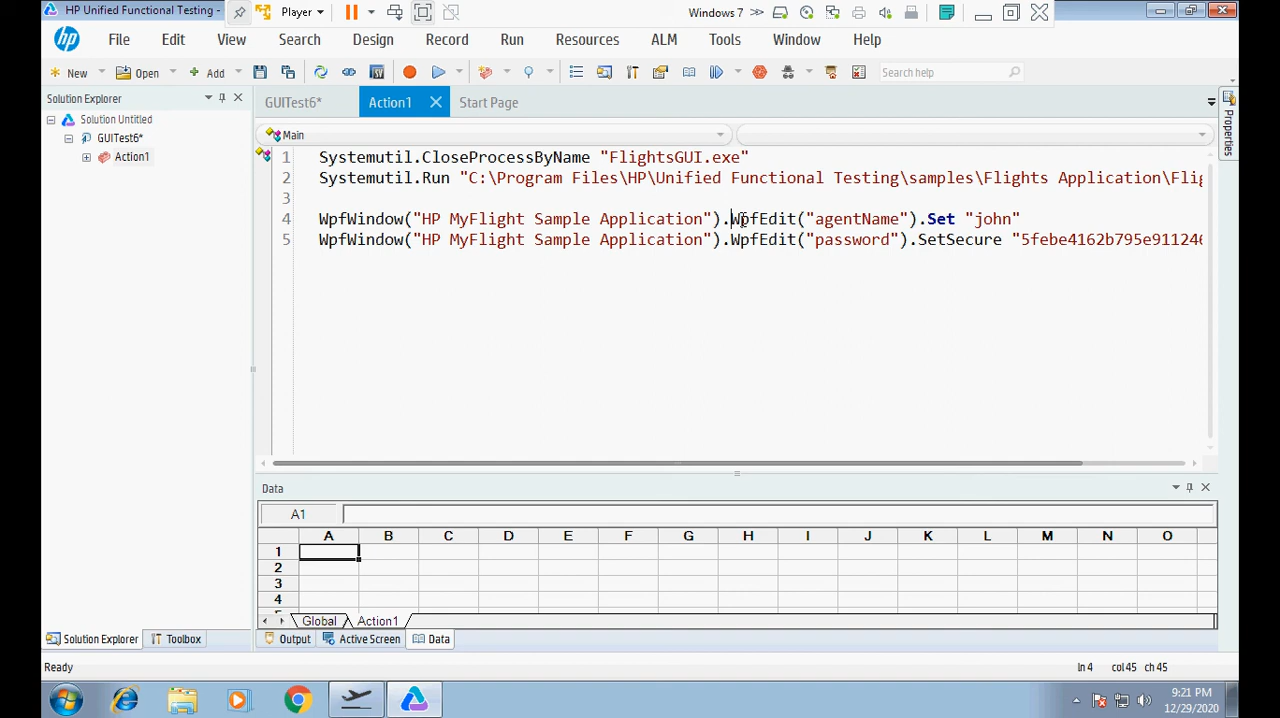 HP Unified Functional Testing -
Player
Windows 7
hp
File Edit View Search Design Record Run Resources ALM Tools Window Help
New Open Add Search help
Solution Explorer
GUITest6* Action1 Start Page
Solution Untitled
GUITest6*
Action1
Main
Properties
1 Systemutil.CloseProcessByName "FlightsGUI.exe"
2 Systemutil.Run "C:\Program Files\HP\Unified Functional Testing\samples\Flights Application\Flig
3
4 WpfWindow("HP MyFlight Sample Application").WpfEdit("agentName").Set "john"
5 WpfWindow("HP MyFlight Sample Application").WpfEdit("password").SetSecure "5febe4162b795e911246
Data
A1
A B C D E F G H I J K L M N O
1
2
3
4
Global Action1
Solution Explorer Toolbox Output Active Screen Data
Ready ln 4 col 45 ch 45
9:21 PM
12/29/2020